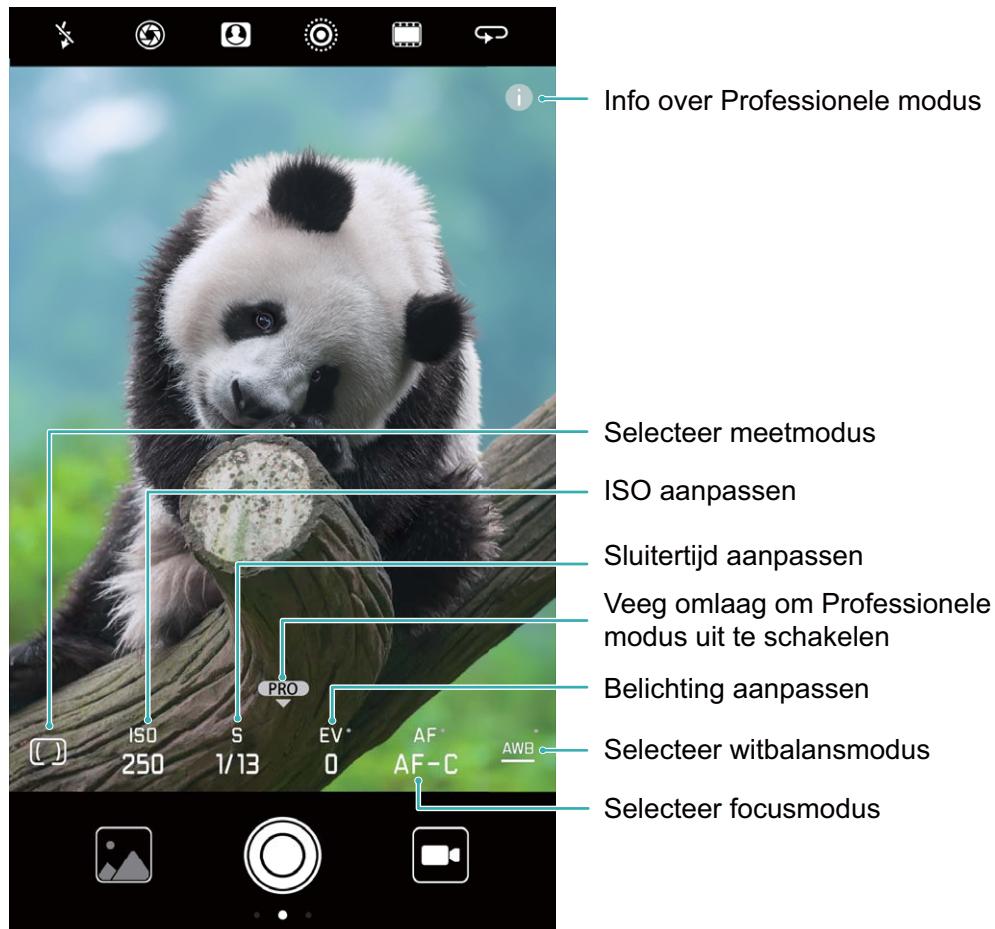 Info over Professionele modus
Selecteer meetmodus
ISO aanpassen
Sluitertijd aanpassen
Veeg omlaag om Professionele
modus uit te schakelen
PRO
Belichting aanpassen
ISO S EV AF
250 1/13 0 AF-C AWB
Selecteer witbalansmodus
Selecteer focusmodus